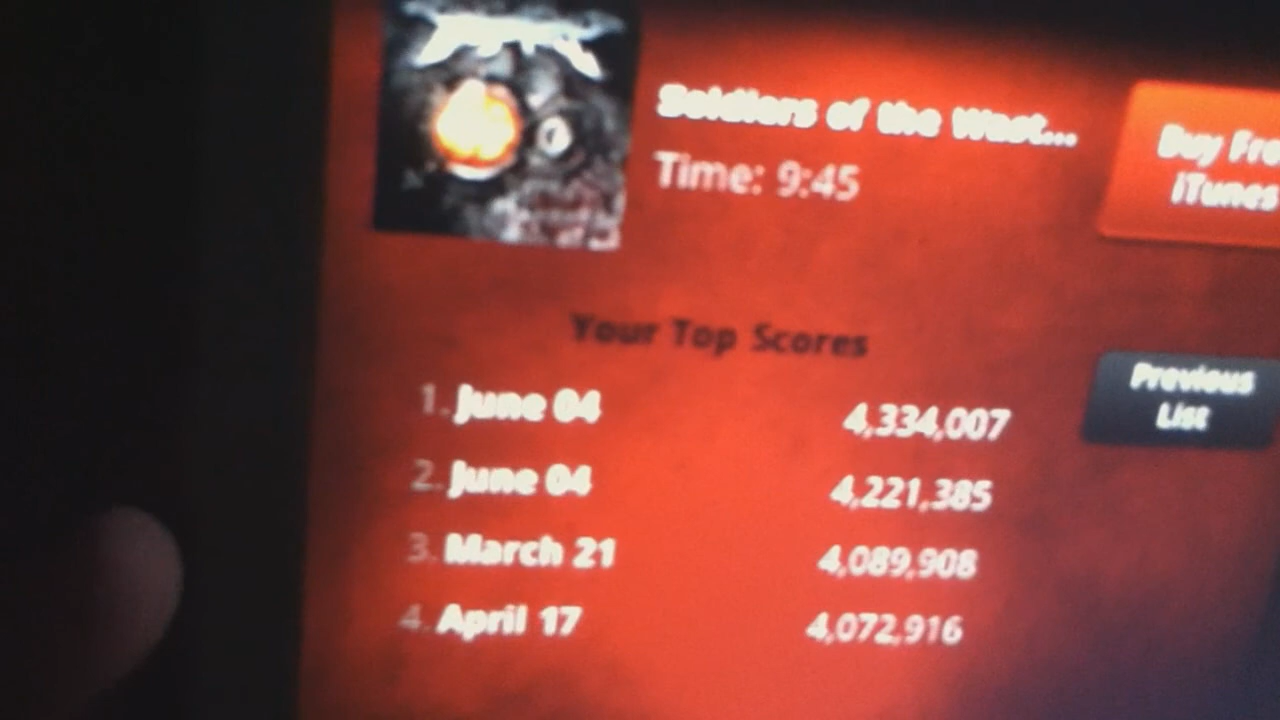 Soldiers of the Wast...
Time: 9:45
Buy Fro
iTunes
Your Top Scores
Previous
List
1. June 04 4,334,007
2. June 04 4,221,385
3. March 21 4,089,908
4. April 17 4,072,916